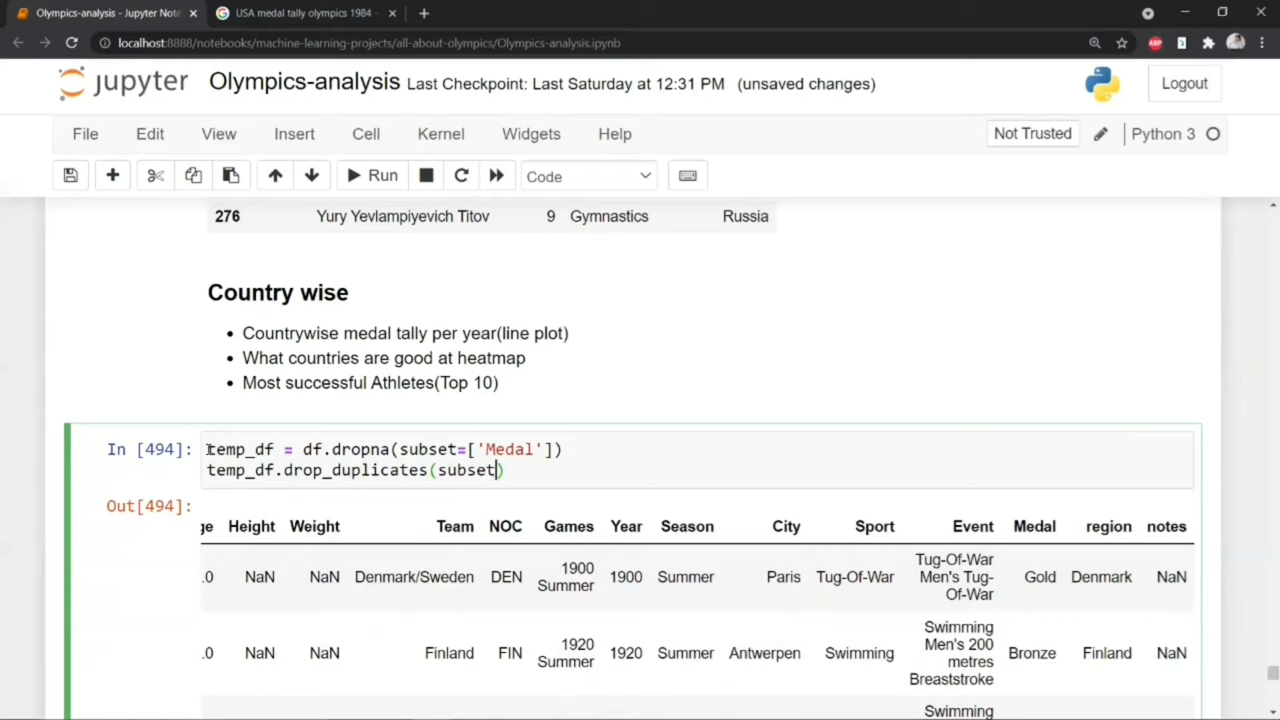 Olympics-analysis - Jupyter Note
USA medal tally olympics 1984 -
localhost:8888/notebooks/machine-learning-projects/all-about-olympics/Olympics-analysis.ipynb
ABP
jupyter Olympics-analysis Last Checkpoint: Last Saturday at 12:31 PM (unsaved changes)
Logout
File Edit View Insert Cell Kernel Widgets Help
Not Trusted
Python 3
Run
Code
276 Yury Yevlampiyevich Titov 9 Gymnastics Russia
Country wise
• Countrywise medal tally per year(line plot)
• What countries are good at heatmap
• Most successful Athletes(Top 10)
In [494]: temp_df = df.dropna(subset=['Medal'])
temp_df.drop_duplicates(subset)
Out[494]:
ge Height Weight Team NOC Games Year Season City Sport Event Medal region notes
.0 NaN NaN Denmark/Sweden DEN 1900 Summer 1900 Summer Paris Tug-Of-War Tug-Of-War Men's Tug-Of-War Gold Denmark NaN
.0 NaN NaN Finland FIN 1920 Summer 1920 Summer Antwerpen Swimming Swimming Men's 200 metres Breaststroke Bronze Finland NaN
Swimming